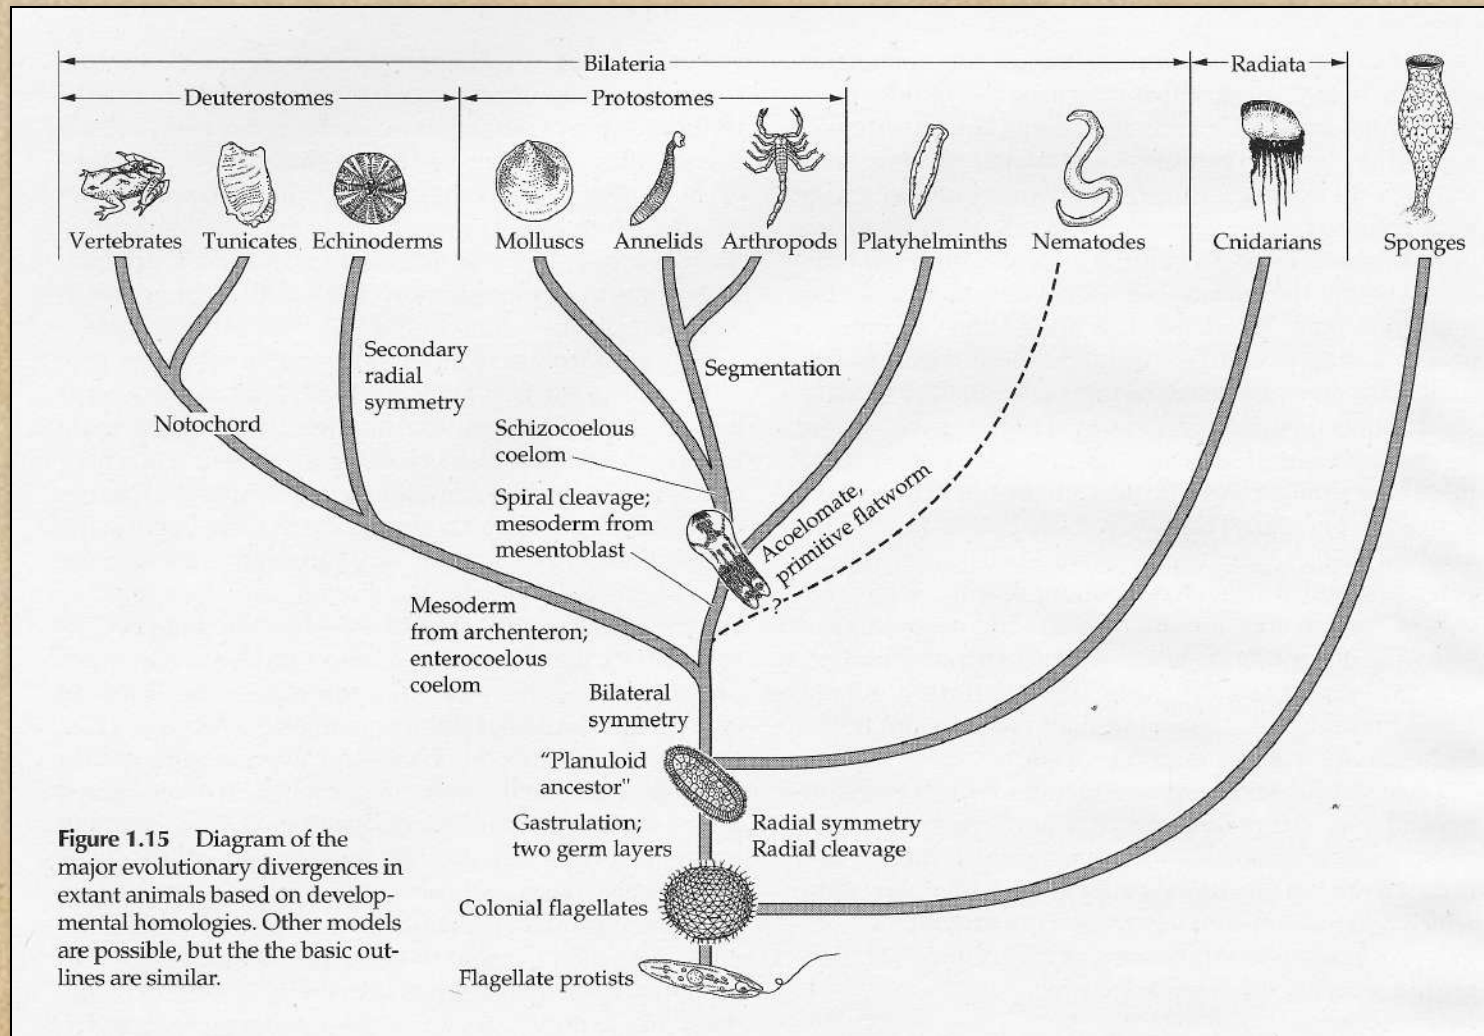 Bilateria
Radiata
Deuterostomes
Protostomes
Vertebrates
Tunicates
Echinoderms
Molluscs
Annelids
Arthropods
Platyhelminths
Nematodes
Cnidarians
Sponges
Secondary
radial
symmetry
Segmentation
Notochord
Schizocoelous
coelom
Spiral cleavage;
mesoderm from
mesentoblast
Acoelomate,
primitive flatworm
?
Mesoderm
from archenteron;
enterocoelous
coelom
Bilateral
symmetry
"Planuloid
ancestor"
Gastrulation;
two germ layers
Radial symmetry
Radial cleavage
Colonial flagellates
Flagellate protists
Figure 1.15 Diagram of the
major evolutionary divergences in
extant animals based on develop-
mental homologies. Other models
are possible, but the the basic out-
lines are similar.